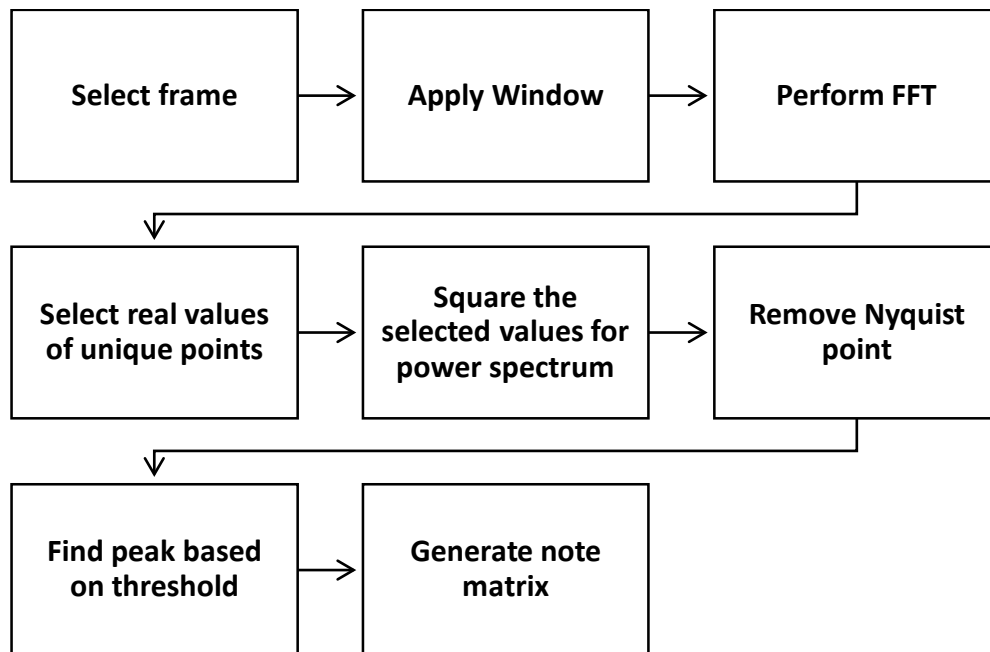 Select frame
Apply Window
Perform FFT
Select real values
of unique points
Square the
selected values for
power spectrum
Remove Nyquist
point
Find peak based
on threshold
Generate note
matrix